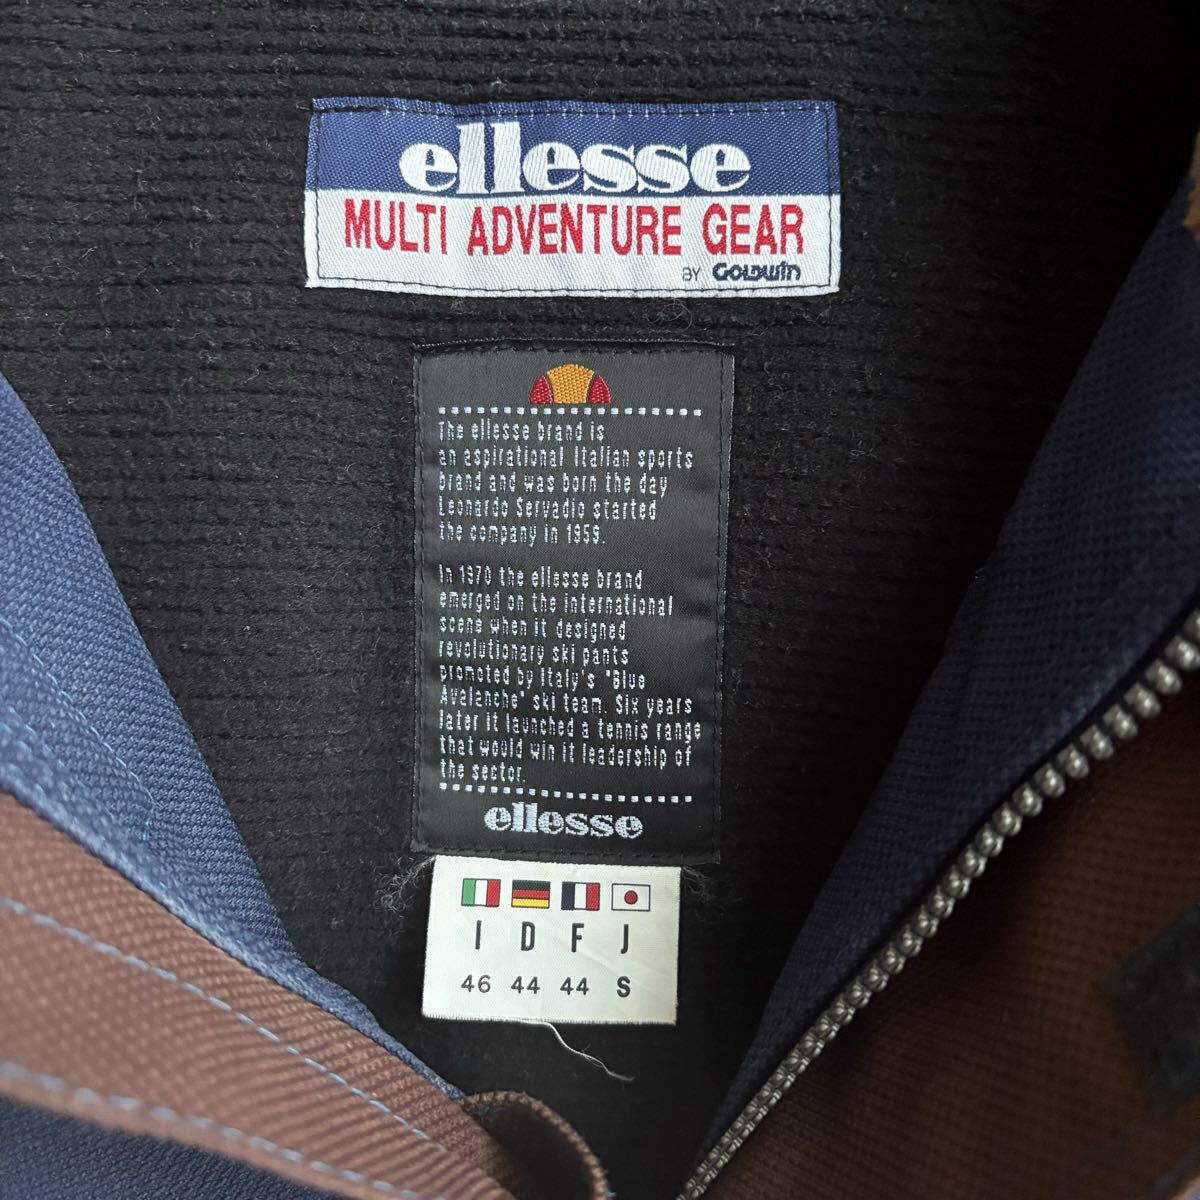 ellesse
MULTI ADVENTURE GEAR
BY GOLDWIN
The ellesse brand is
an aspirational Italian sports
brand and was born the day
Leonardo Servadio started
the company in 1959.
In 1970 the ellesse brand
emerged on the international
scene when it designed
revolutionary ski pants
promoted by Italy's "Blue
Avalanche" ski team. Six years
later it launched a tennis range
that would win it leadership of
the sector.
ellesse
I D F J
46 44 44 S